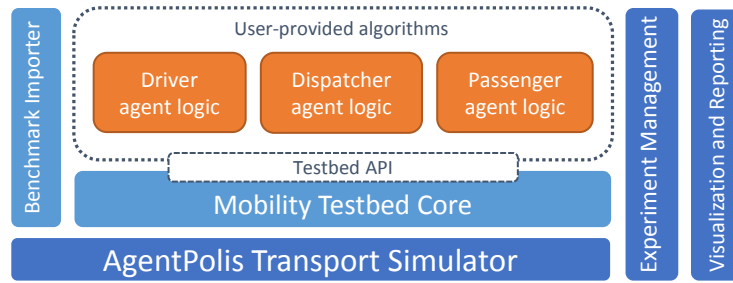 Benchmark Importer
User-provided algorithms
Driver
agent logic
Dispatcher
agent logic
Passenger
agent logic
Testbed API
Mobility Testbed Core
AgentPolis Transport Simulator
Experiment Management
Visualization and Reporting